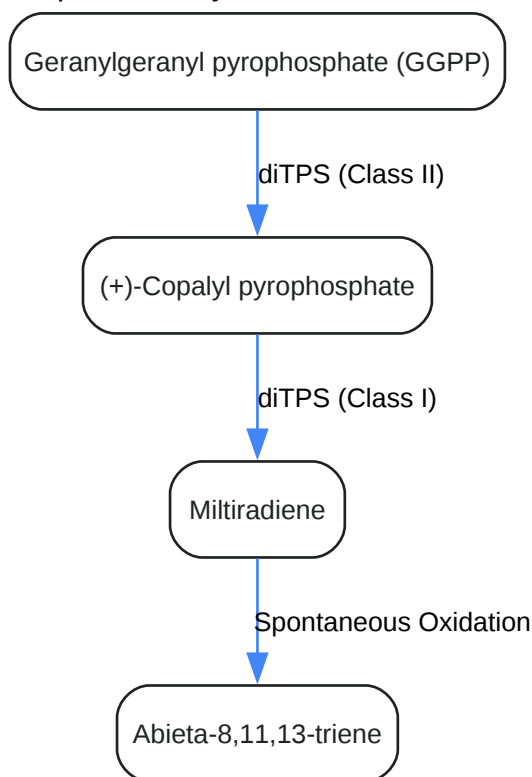 Geranylgeranyl pyrophosphate (GGPP)
diTPS (Class II)
(+)-Copalyl pyrophosphate
diTPS (Class I)
Miltiradiene
Spontaneous Oxidation
Abieta-8,11,13-triene